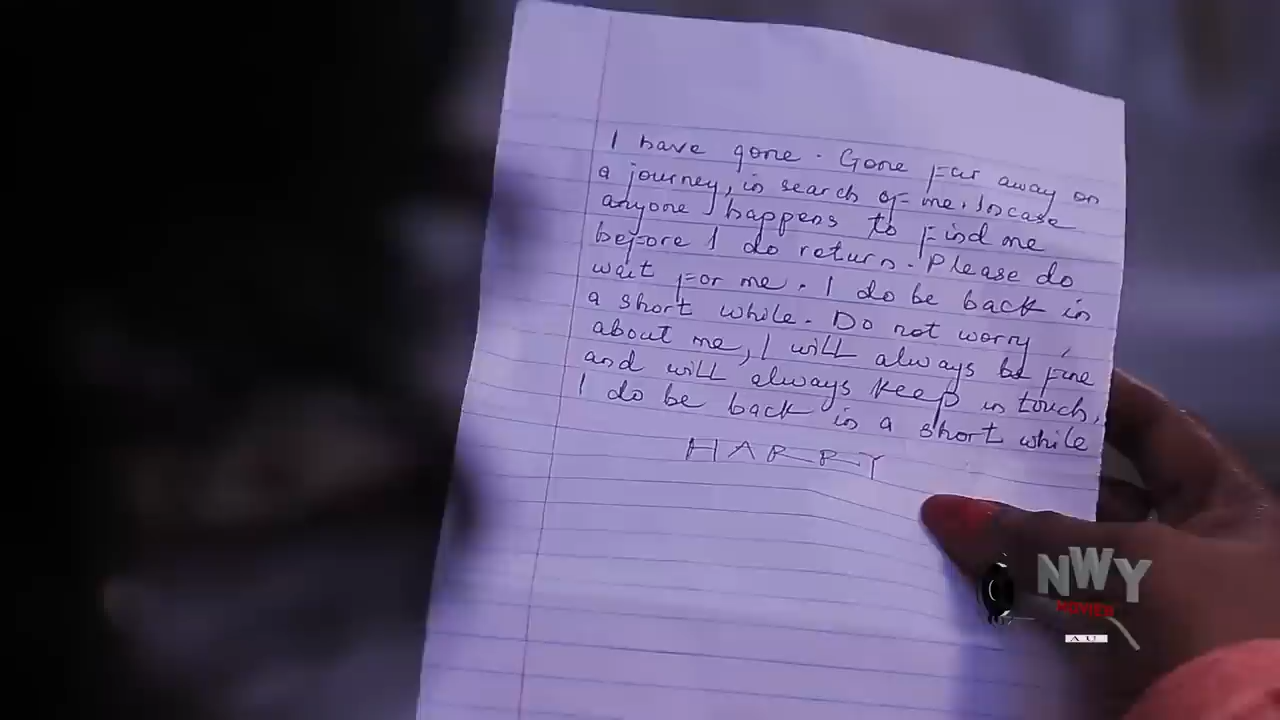 I have gone. Gone far away on
a journey, in search of me. Incase
anyone happens to find me
before I do return. Please do
wait for me. I do be back in
a short while. Do not worry,
about me, I will always be fine
and will always keep in touch,
I do be back in a short while
HARRY
NWY
MOVIES
AU